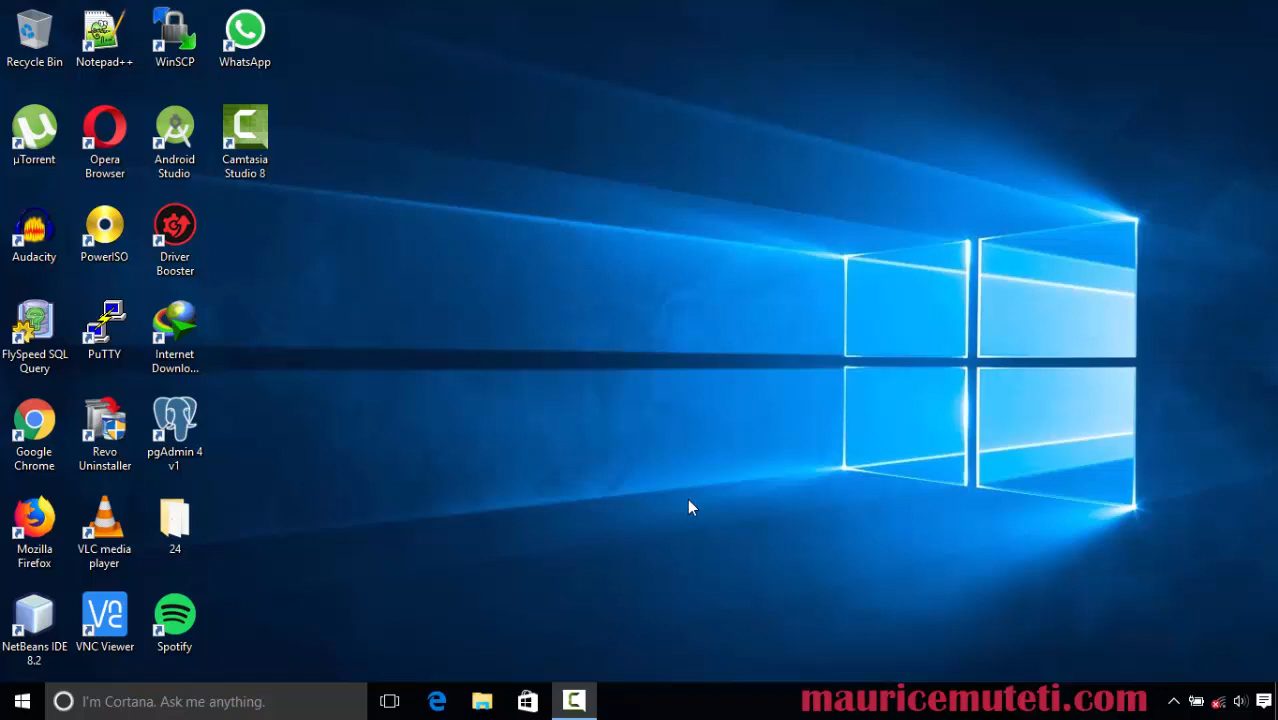 Recycle Bin
Notepad++
WinSCP
WhatsApp
µTorrent
Opera
Browser
Android
Studio
Camtasia
Studio 8
Audacity
PowerISO
Driver
Booster
FlySpeed SQL
Query
PuTTY
Internet
Downlo...
Google
Chrome
Revo
Uninstaller
pgAdmin 4
v1
Mozilla
Firefox
VLC media
player
24
NetBeans IDE
8.2
VNC Viewer
Spotify
I'm Cortana. Ask me anything.
mauricemuteti.com